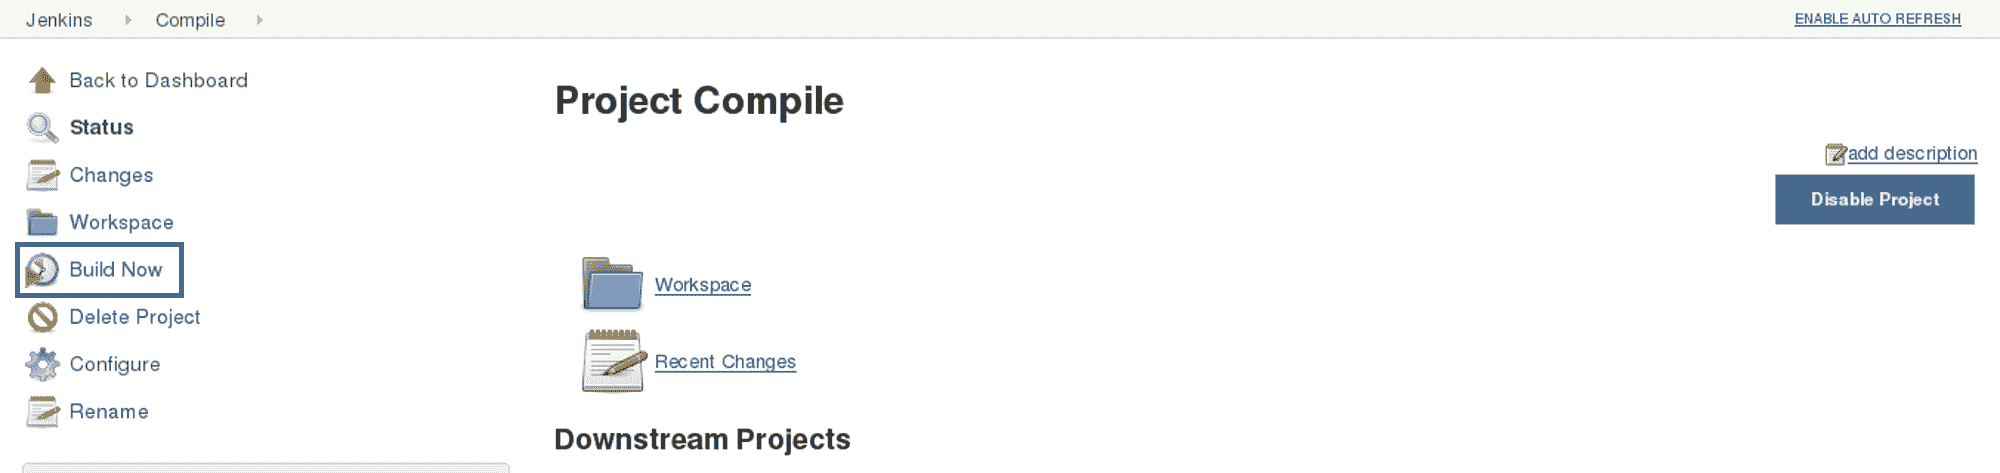 Jenkins Compile ENABLE AUTO REFRESH
Back to Dashboard
Status
Changes
Workspace
Build Now
Delete Project
Configure
Rename
Project Compile
add description
Disable Project
Workspace
Recent Changes
Downstream Projects